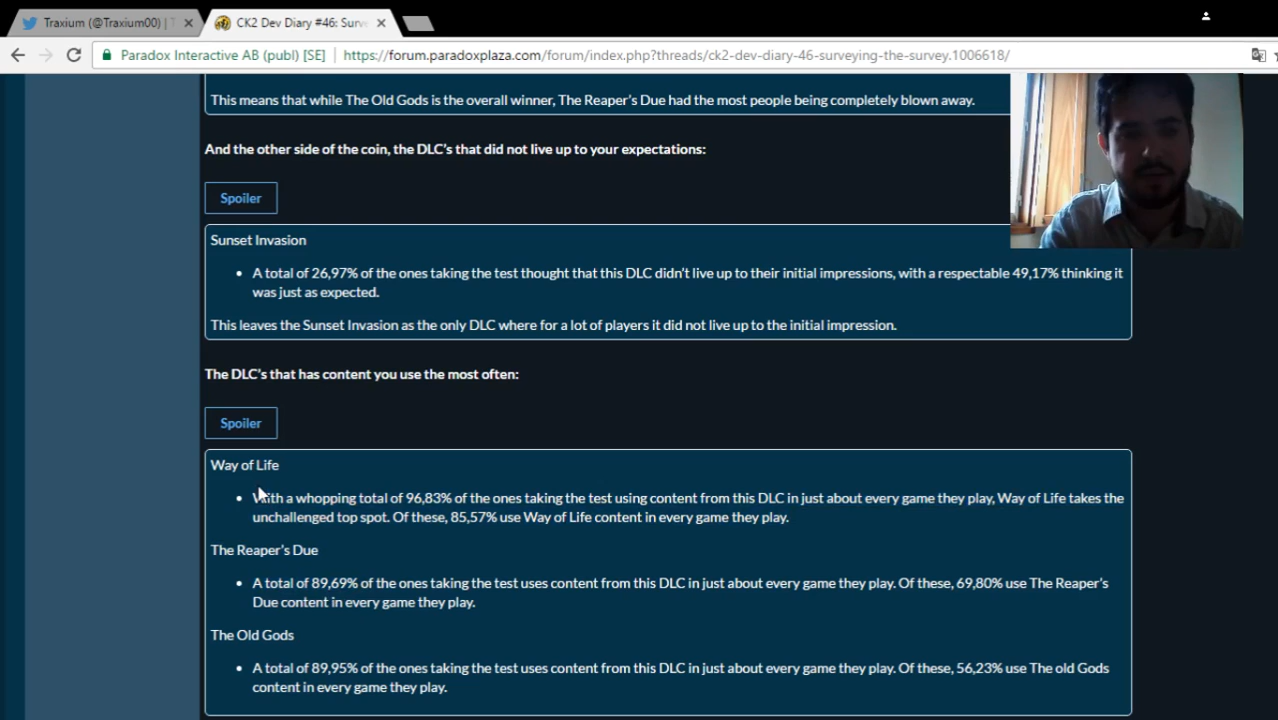 Traxium (@Traxium00) | T
CK2 Dev Diary #46: Surve
Paradox Interactive AB (publ) [SE]
https://forum.paradoxplaza.com/forum/index.php?threads/ck2-dev-diary-46-surveying-the-survey.1006618/
This means that while The Old Gods is the overall winner, The Reaper's Due had the most people being completely blown away.
And the other side of the coin, the DLC's that did not live up to your expectations:
Spoiler
Sunset Invasion
• A total of 26,97% of the ones taking the test thought that this DLC didn't live up to their initial impressions, with a respectable 49,17% thinking it
was just as expected.
This leaves the Sunset Invasion as the only DLC where for a lot of players it did not live up to the initial impression.
The DLC's that has content you use the most often:
Spoiler
Way of Life
• With a whopping total of 96,83% of the ones taking the test using content from this DLC in just about every game they play, Way of Life takes the
unchallenged top spot. Of these, 85,57% use Way of Life content in every game they play.
The Reaper's Due
• A total of 89,69% of the ones taking the test uses content from this DLC in just about every game they play. Of these, 69,80% use The Reaper's
Due content in every game they play.
The Old Gods
• A total of 89,95% of the ones taking the test uses content from this DLC in just about every game they play. Of these, 56,23% use The old Gods
content in every game they play.